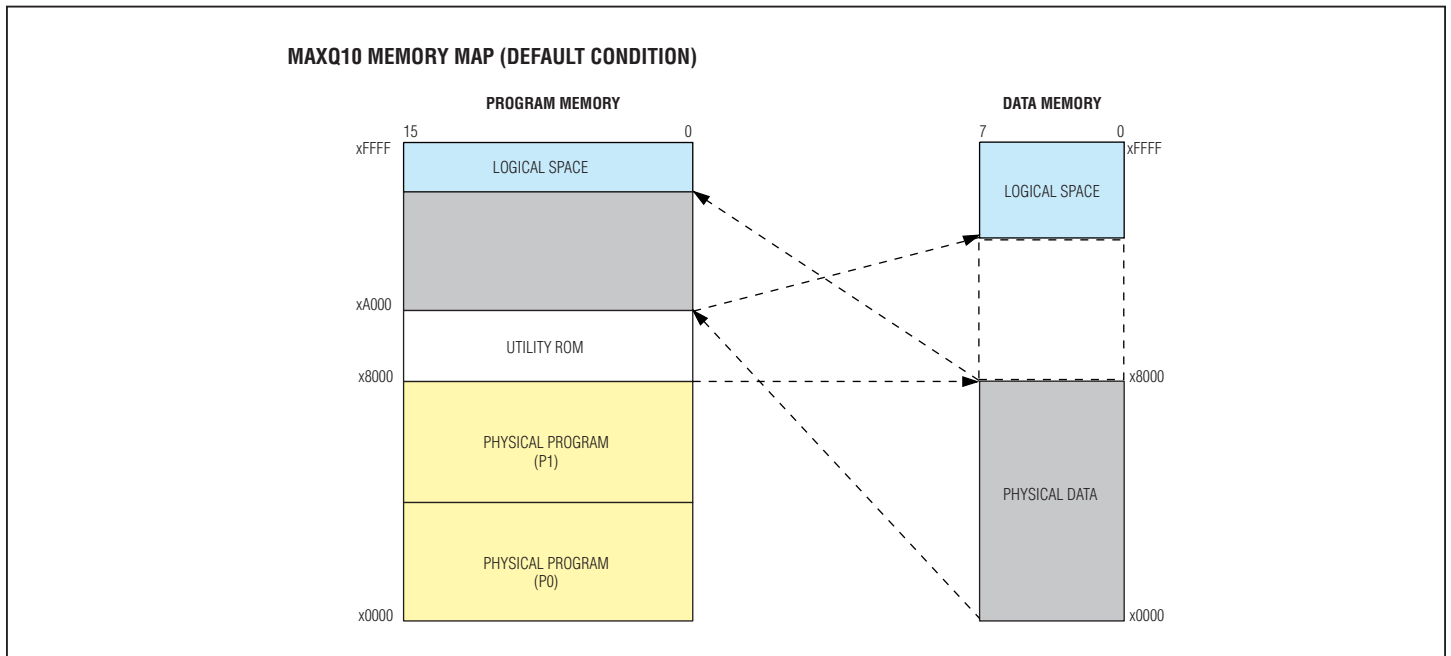 MAXQ10 MEMORY MAP (DEFAULT CONDITION)
PROGRAM MEMORY
15 0
xFFFF
LOGICAL SPACE
xA000
UTILITY ROM
x8000
PHYSICAL PROGRAM
(P1)
PHYSICAL PROGRAM
(P0)
x0000
DATA MEMORY
7 0
xFFFF
LOGICAL SPACE
x8000
PHYSICAL DATA
x0000